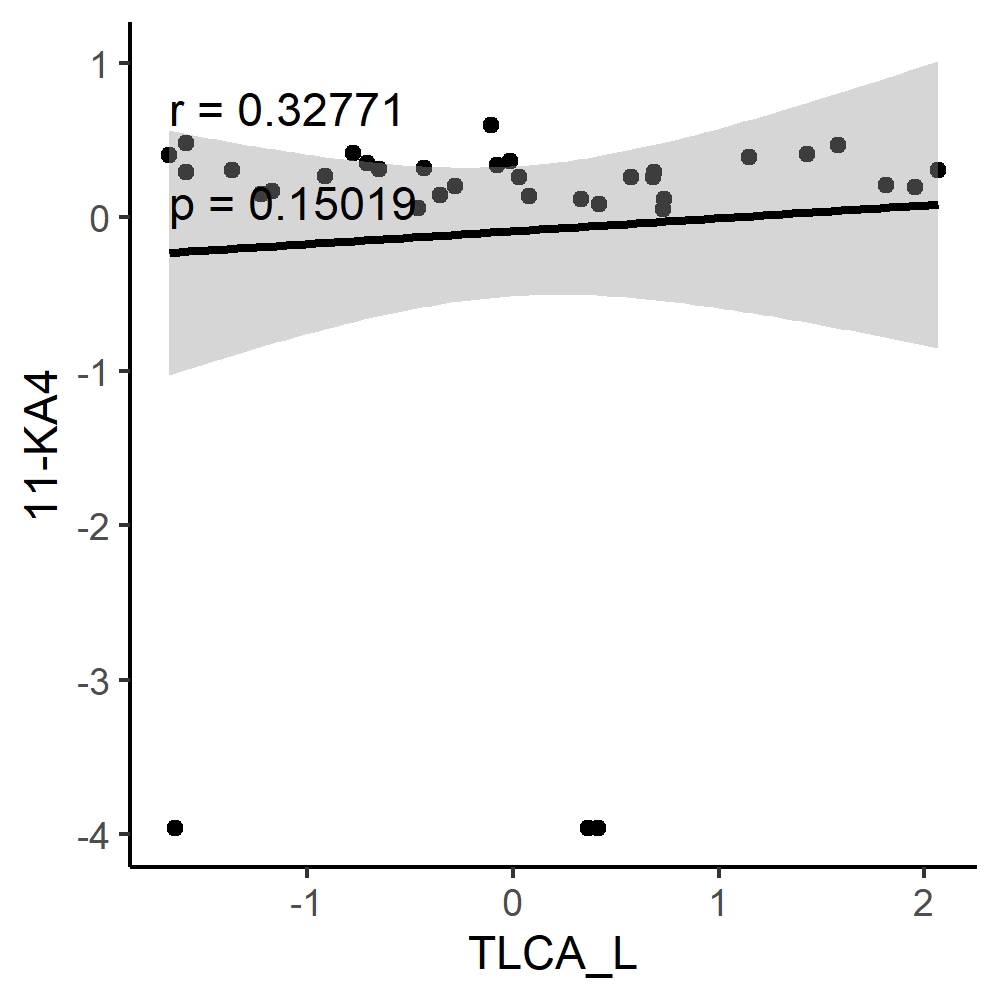 r = 0.32771
p = 0.15019
11-KA4
1
0
-1
-2
-3
-4
-1
0
1
2
TLCA_L